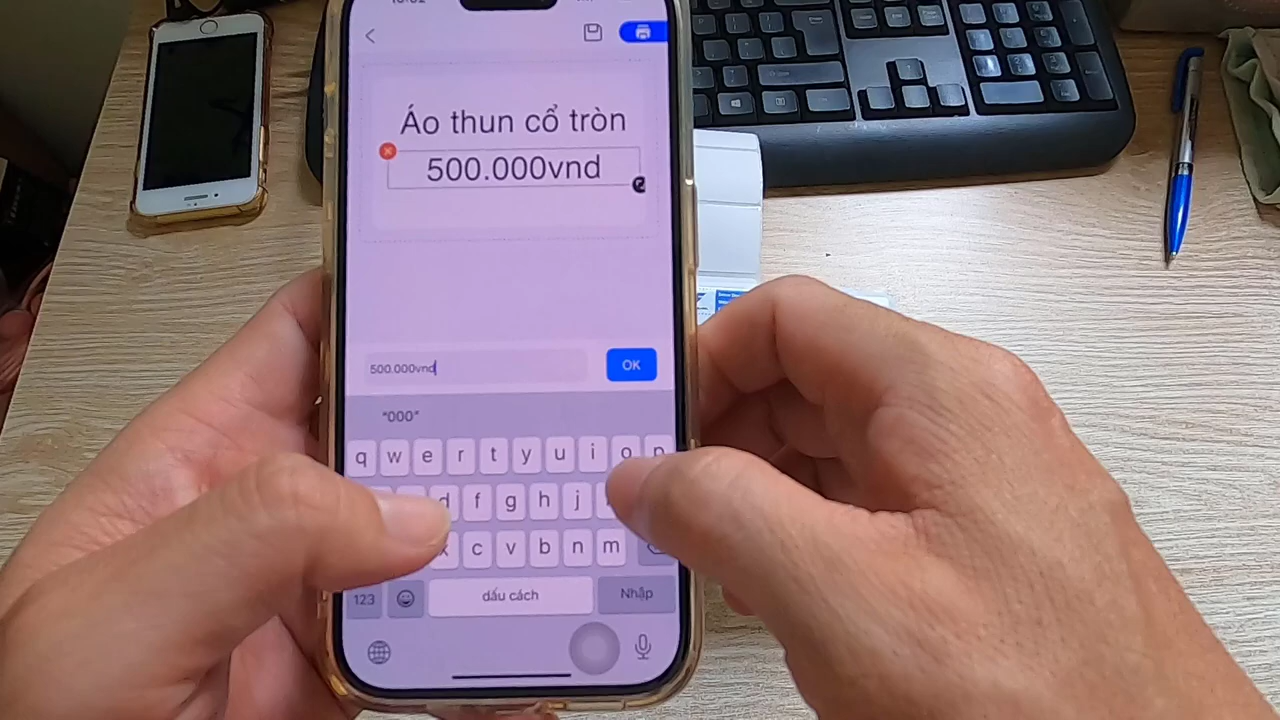 Áo thun cổ tròn
500.000vnd
500.000vnd
OK
"000"
q w e r t y u i o p
d f g h j
x c v b n m
123
dấu cách
Nhập